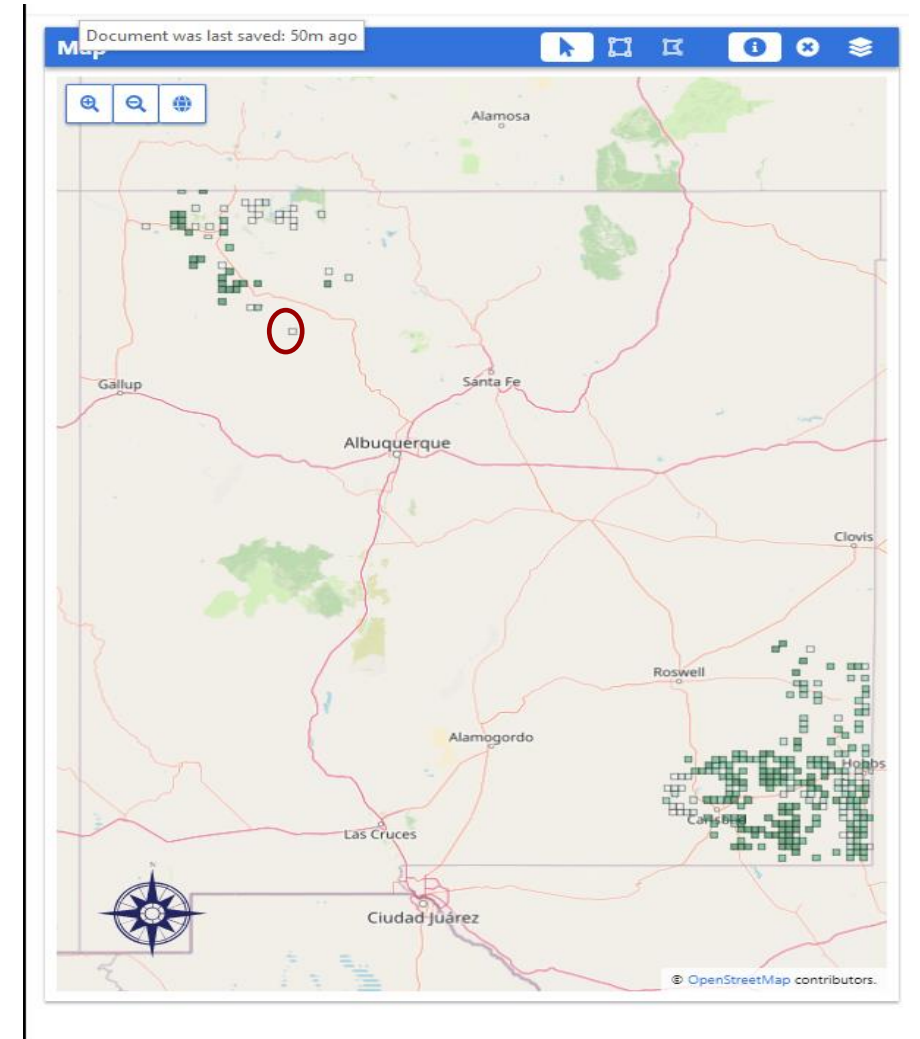 Document was last saved: 50m ago
Map
Alamosa
Gallup
Santa Fe
Albuquerque
Clovis
Roswell
Alamogordo
Hobbs
Carlsbad
Las Cruces
N
Ciudad Juárez
© OpenStreetMap contributors.